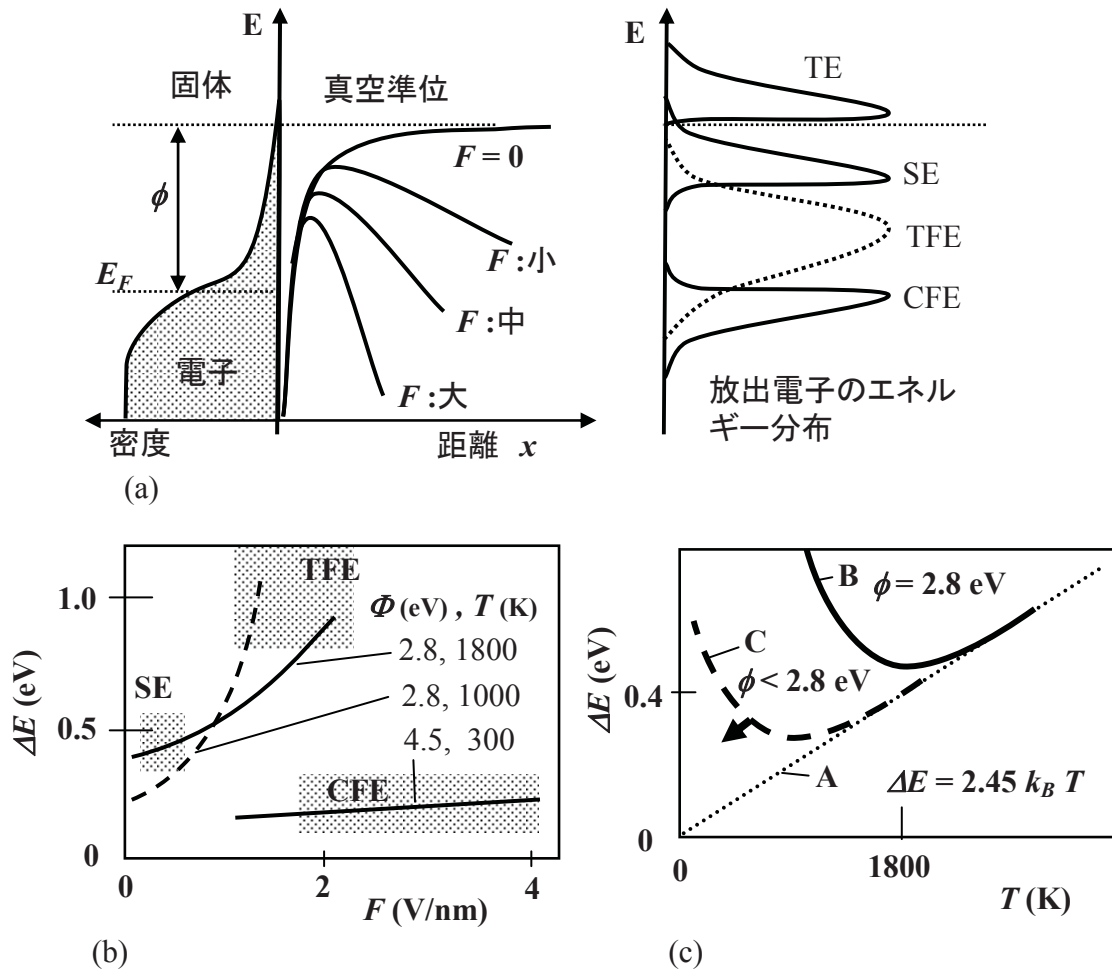 E
固体
真空準位
ϕ
F = 0
E_F
F :小
F :中
電子
F :大
密度
距離 x
(a)
E
TE
SE
TFE
CFE
放出電子のエネル
ギー分布
TFE
1.0
Φ (eV) , T (K)
2.8, 1800
SE
2.8, 1000
ΔE (eV)
0.5
4.5, 300
CFE
0
0
2
4
F (V/nm)
(b)
B
ϕ = 2.8 eV
C
ϕ < 2.8 eV
ΔE (eV)
0.4
A
ΔE = 2.45 k_B T
0
0
1800
T (K)
(c)